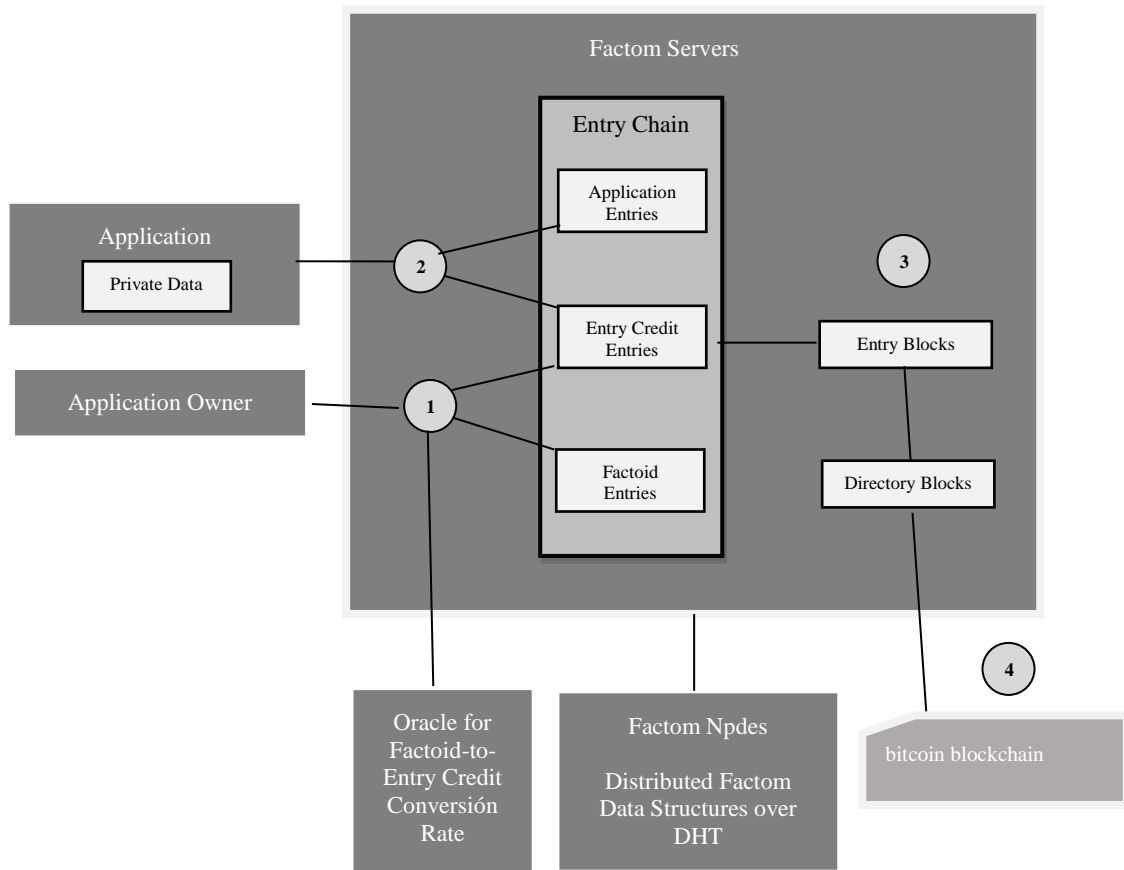 Factom Servers
Entry Chain
Application
Entries
Application
Private Data
2
3
Entry Credit
Entries
Entry Blocks
Application Owner
1
Factoid
Entries
Directory Blocks
4
Oracle for
Factoid-to-
Entry Credit
Conversión
Rate
Factom Npdes
Distributed Factom
Data Structures over
DHT
bitcoin blockchain